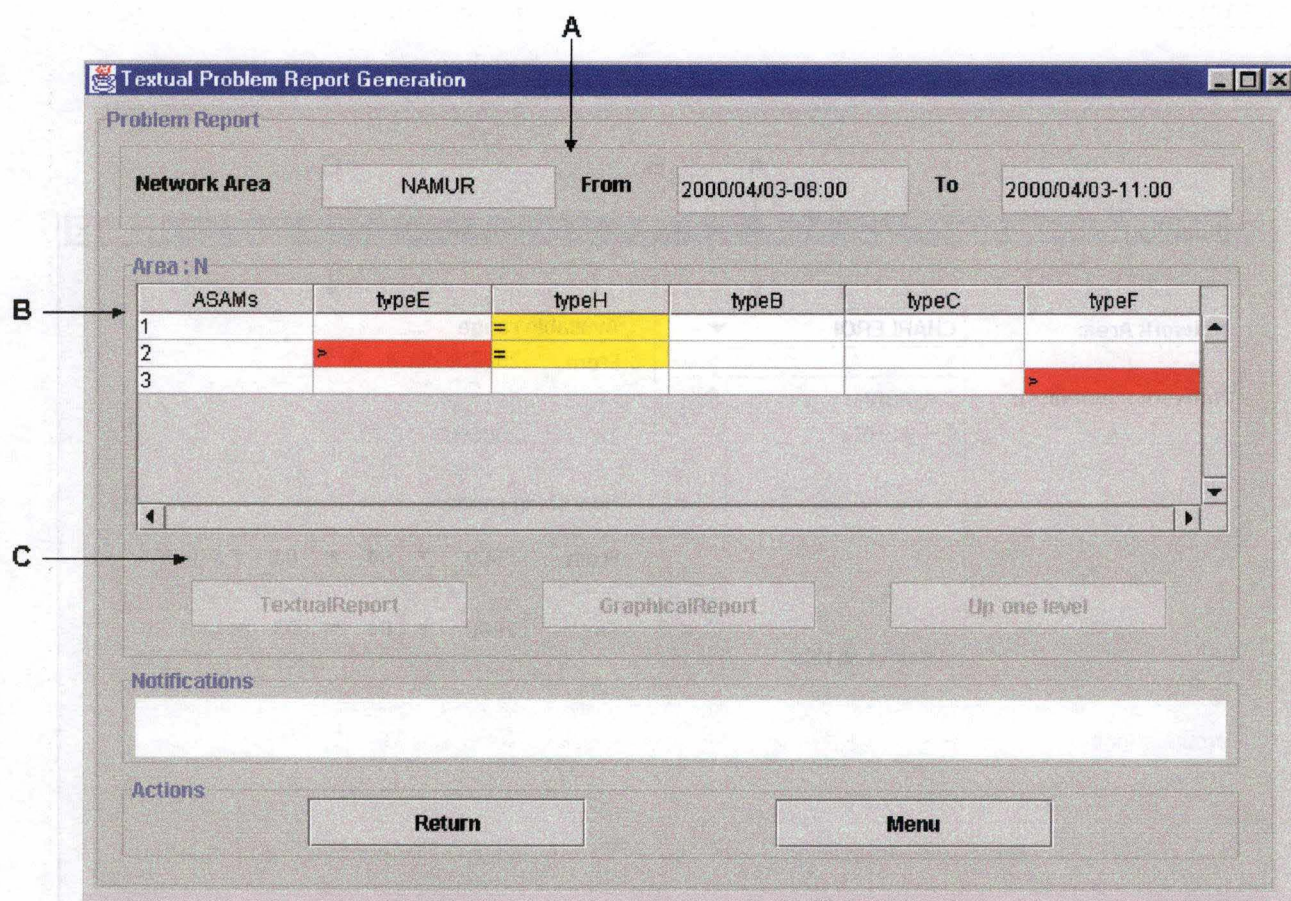 A
Textual Problem Report Generation
Problem Report
Network Area NAMUR From 2000/04/03-08:00 To 2000/04/03-11:00
Area : N
B
ASAMs typeE typeH typeB typeC typeF
1 =
2 > =
3 >
C
TextualReport GraphicalReport Up one level
Notifications
Actions
Return Menu